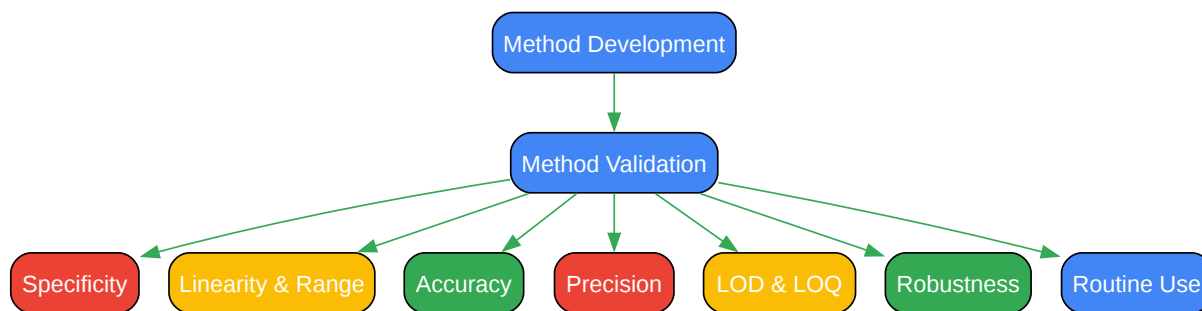 Method Development
Method Validation
Specificity
Linearity & Range
Accuracy
Precision
LOD & LOQ
Robustness
Routine Use